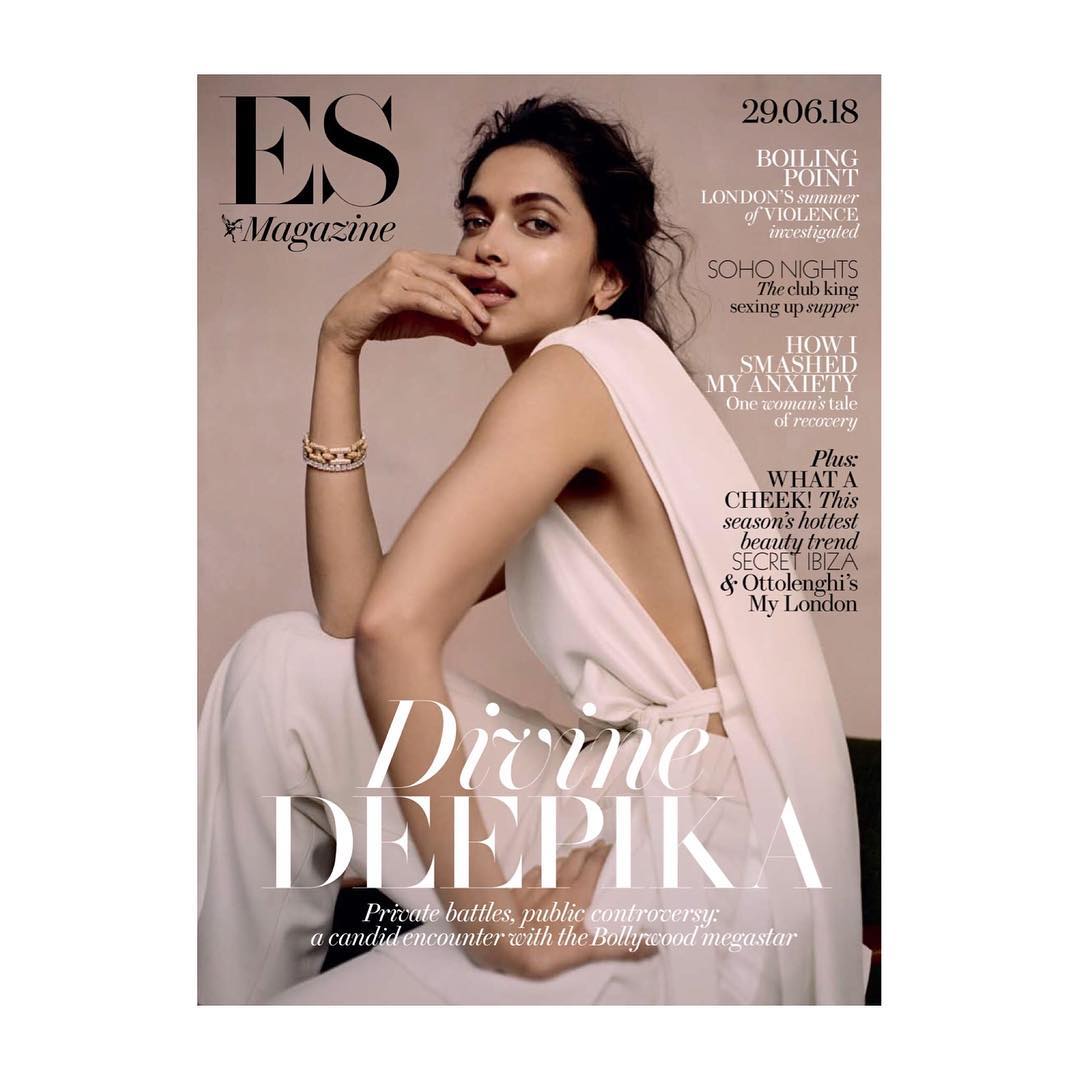 ES
Magazine
29.06.18
BOILING
POINT
LONDON'S summer
of VIOLENCE
investigated
SOHO NIGHTS
The club king
sexing up supper
HOW I
SMASHED
MY ANXIETY
One woman's tale
of recovery
Plus:
WHAT A
CHEEK! This
season's hottest
beauty trend
SECRET IBIZA
& Ottolenghi's
My London
Divine
DEEPIKA
Private battles, public controversy:
a candid encounter with the Bollywood megastar